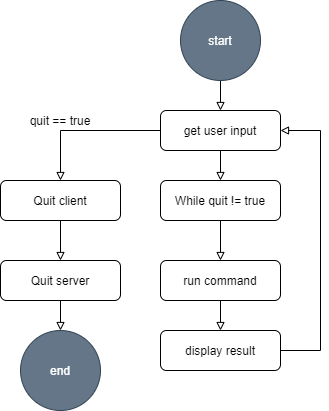 start
quit == true
get user input
Quit client
While quit != true
Quit server
run command
end
display result